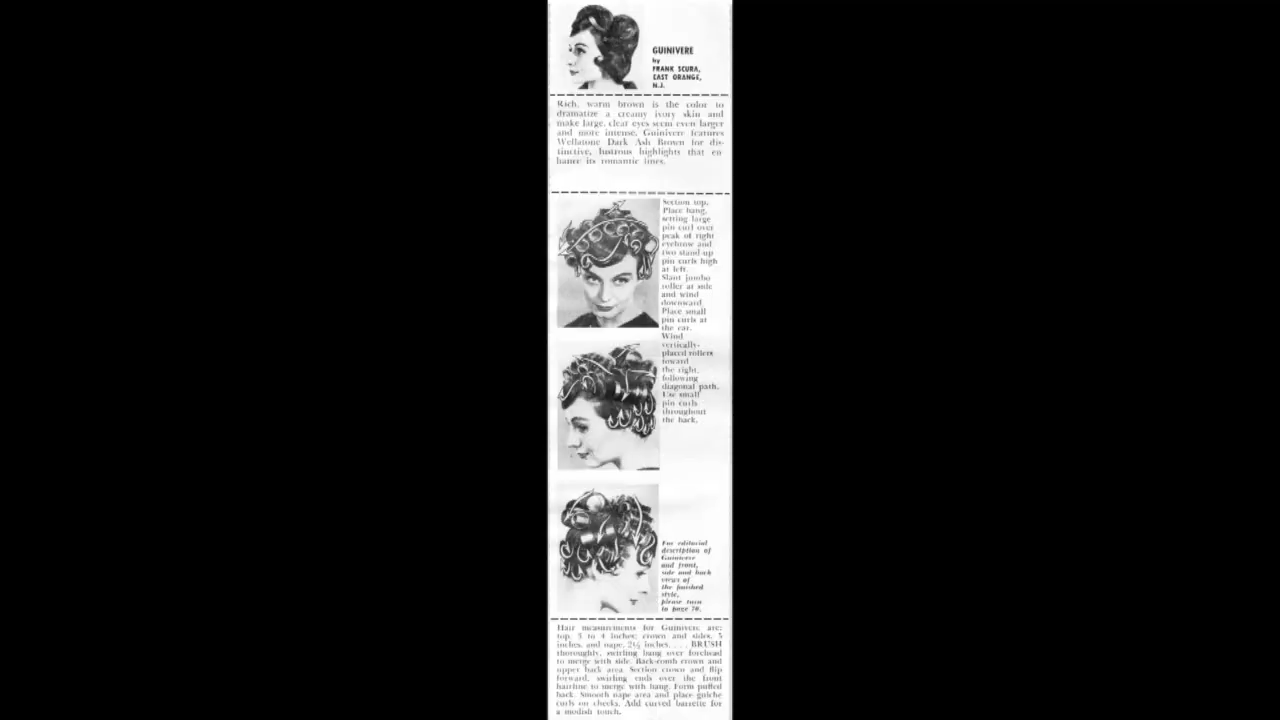 GUINIVERE
by
FRANK SCURA,
EAST ORANGE,
N.J.
Rich, warm brown is the color to
dramatize a creamy ivory skin and
make large, clear eyes seem even larger
and more intense. Guinivere features
Wellatone Dark Ash Brown for dis-
tinctive, lustrous highlights that en
hance its romantic lines.
Section top.
Place bang,
setting large
pin curl over
peak of right
eyebrow and
two stand-up
pin curls high
at left.
Slant jumbo
roller at side
and wind
downward.
Place small
pin curls at
the ear.
Wind
vertically-
placed rollers
toward
the right,
following
diagonal path.
Use small
pin curls
throughout
the back.
For editorial
description of
Guinivere
and front,
side and back
views of
the finished
style,
please turn
to page 70.
Hair measurements for Guinivere are:
top, 3 to 4 inches; crown and sides, 5
inches, and nape, 2½ inches. . . . BRUSH
thoroughly, swirling bang over forehead
to merge with side. Back-comb crown and
upper back area. Section crown and flip
forward, swirling ends over the front
hairline to merge with bang. Form puffed
back. Smooth nape area and place guiche
curls on cheeks. Add curved barrette for
a modish touch.